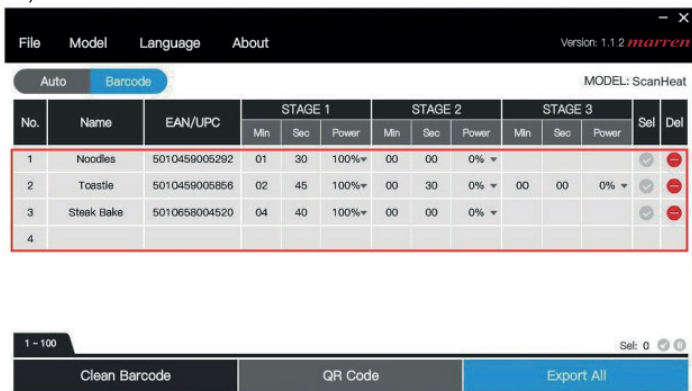 File Model Language About Version: 1.1.2 marren
Auto Barcode MODEL: ScanHeat
No. Name EAN/UPC STAGE 1 STAGE 2 STAGE 3 Sel Del
Min Sec Power Min Sec Power Min Sec Power
1 Noodles 5010459005292 01 30 100% 00 00 0%
2 Toastie 5010459005856 02 45 100% 00 30 0% 00 00 0%
3 Steak Bake 5010658004520 04 40 100% 00 00 0%
4
1 ~ 100 Sel: 0
Clean Barcode QR Code Export All